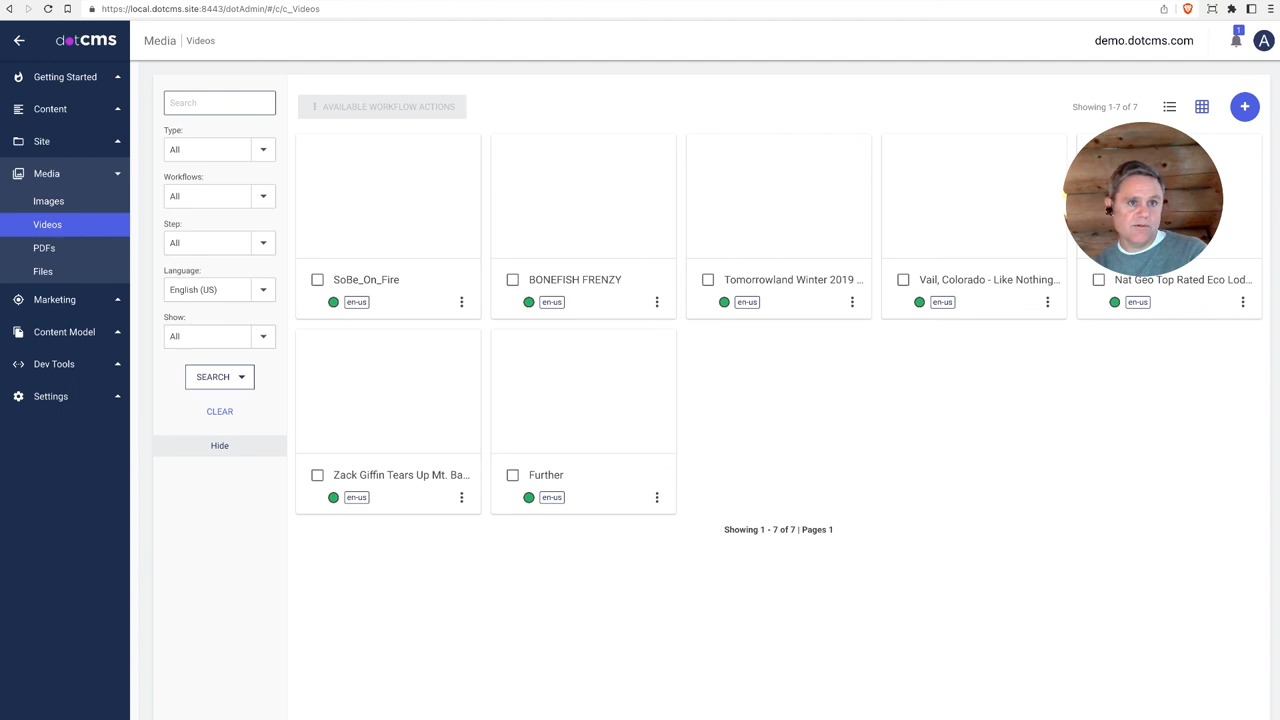 https://local.dotcms.site:8443/dotAdmin/#/c/c_Videos
dotCMS
Media | Videos
demo.dotcms.com
1
A
Getting Started
Content
Site
Media
Images
Videos
PDFs
Files
Marketing
Content Model
Dev Tools
Settings
Search
Type:
All
Workflows:
All
Step:
All
Language:
English (US)
Show:
All
SEARCH
CLEAR
Hide
AVAILABLE WORKFLOW ACTIONS
Showing 1-7 of 7
SoBe_On_Fire
en-us
BONEFISH FRENZY
en-us
Tomorrowland Winter 2019 ...
en-us
Vail, Colorado - Like Nothing...
en-us
Nat Geo Top Rated Eco Lod...
en-us
Zack Giffin Tears Up Mt. Ba...
en-us
Further
en-us
Showing 1 - 7 of 7 | Pages 1